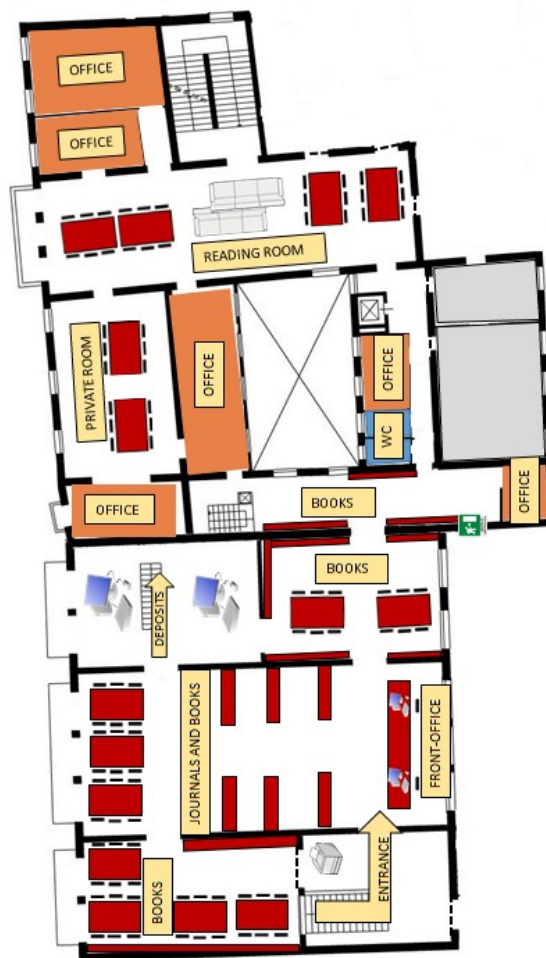 OFFICE
OFFICE
READING ROOM
PRIVATE ROOM
OFFICE
OFFICE
WC
OFFICE
BOOKS
OFFICE
BOOKS
DEPOSITS
JOURNALS AND BOOKS
FRONT-OFFICE
BOOKS
ENTRANCE